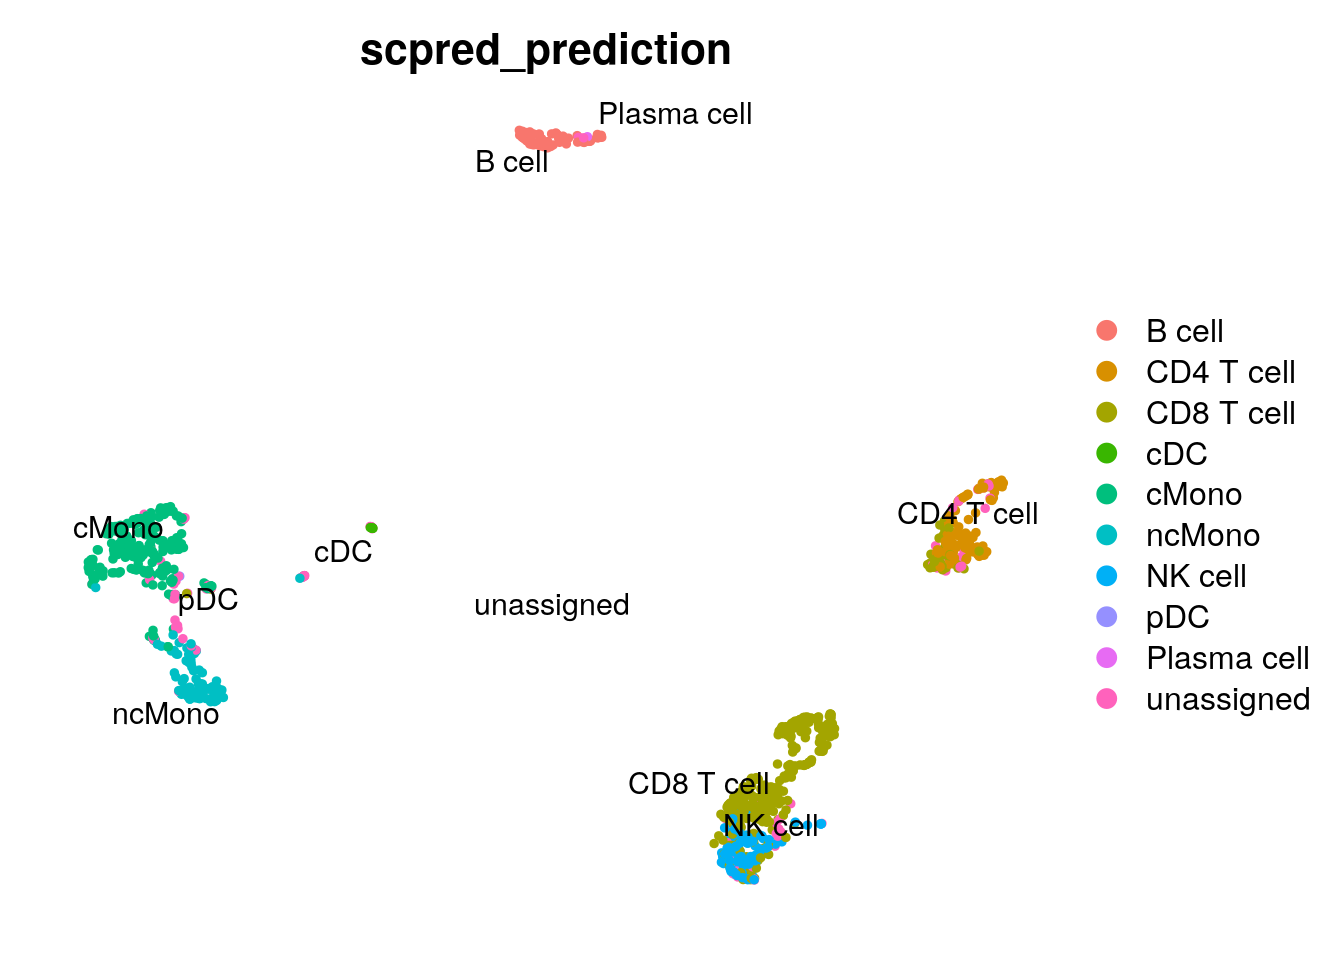 scpred_prediction
Plasma cell
B cell
CD4 T cell
cMono
cDC
pDC
unassigned
ncMono
CD8 T cell
NK cell
B cell
CD4 T cell
CD8 T cell
cDC
cMono
ncMono
NK cell
pDC
Plasma cell
unassigned